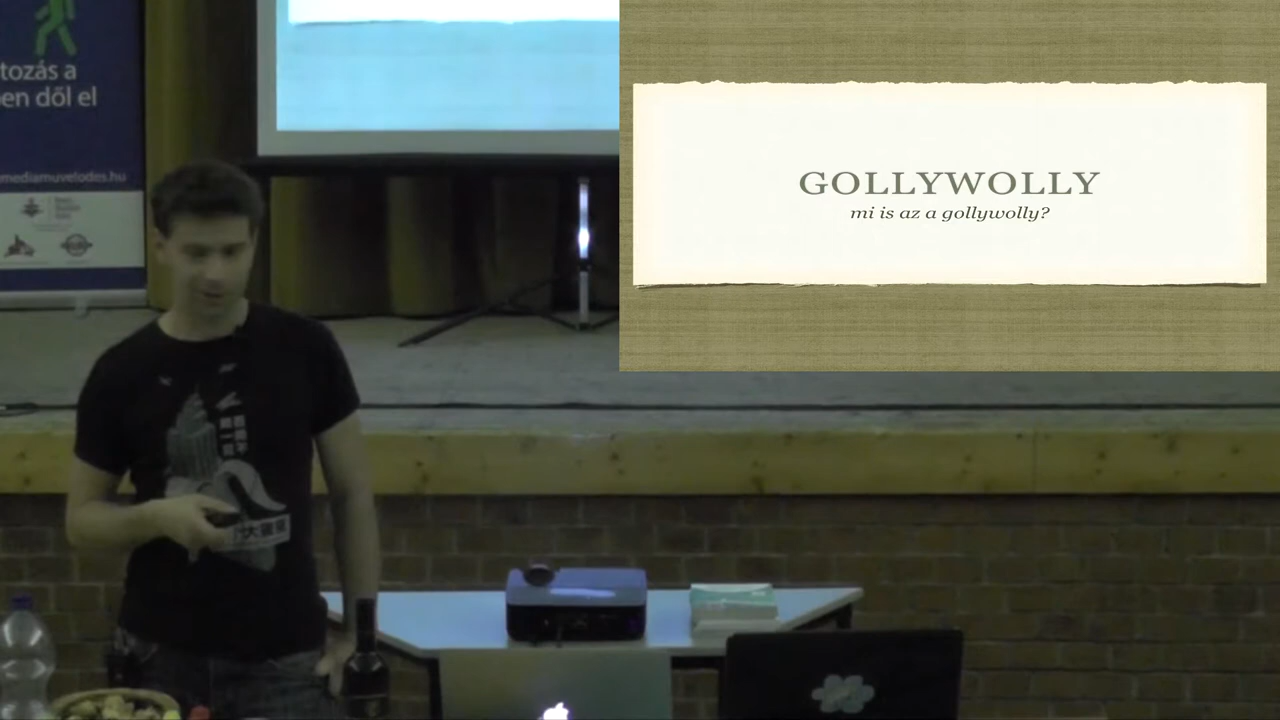 tozás a
en dől el
mediamuvelodes.hu
GOLLYWOLLY
mi is az a gollywolly?